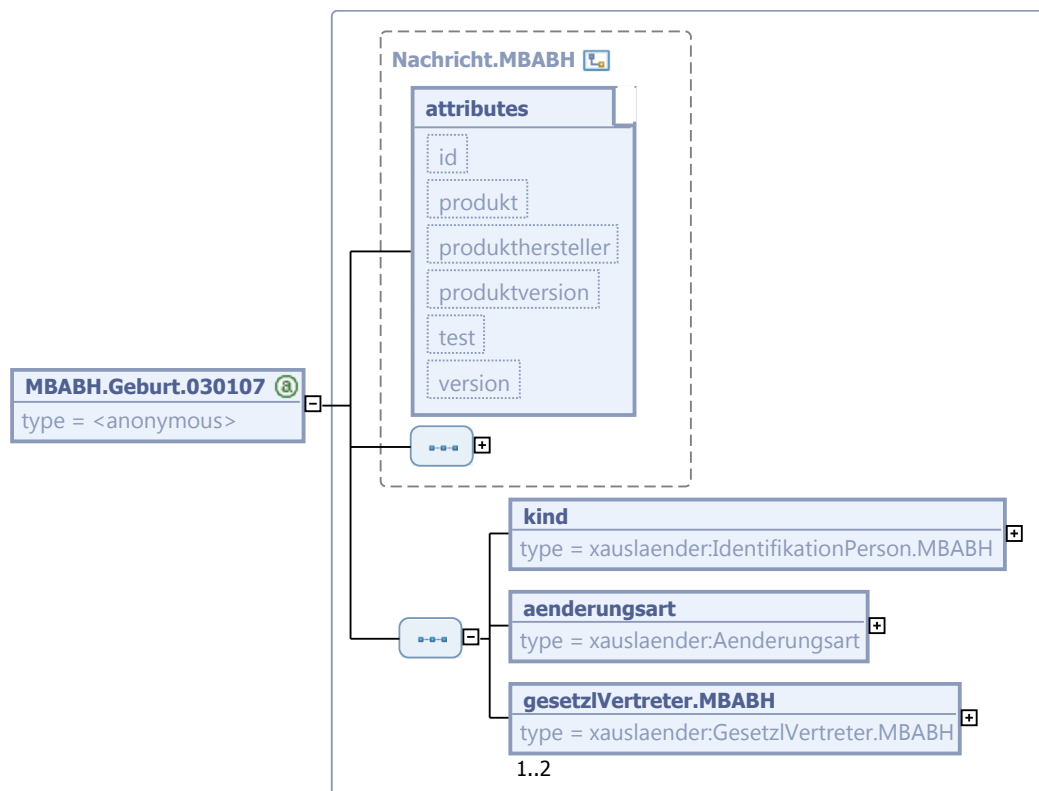 Nachricht.MBABH
attributes
id
produkt
produkthersteller
produktversion
test
version
MBABH.Geburt.030107 a
type = <anonymous>
kind
type = xauslaender:IdentifikationPerson.MBABH
aenderungsart
type = xauslaender:Aenderungsart
gesetzlVertreter.MBABH
type = xauslaender:GesetzlVertreter.MBABH
1..2